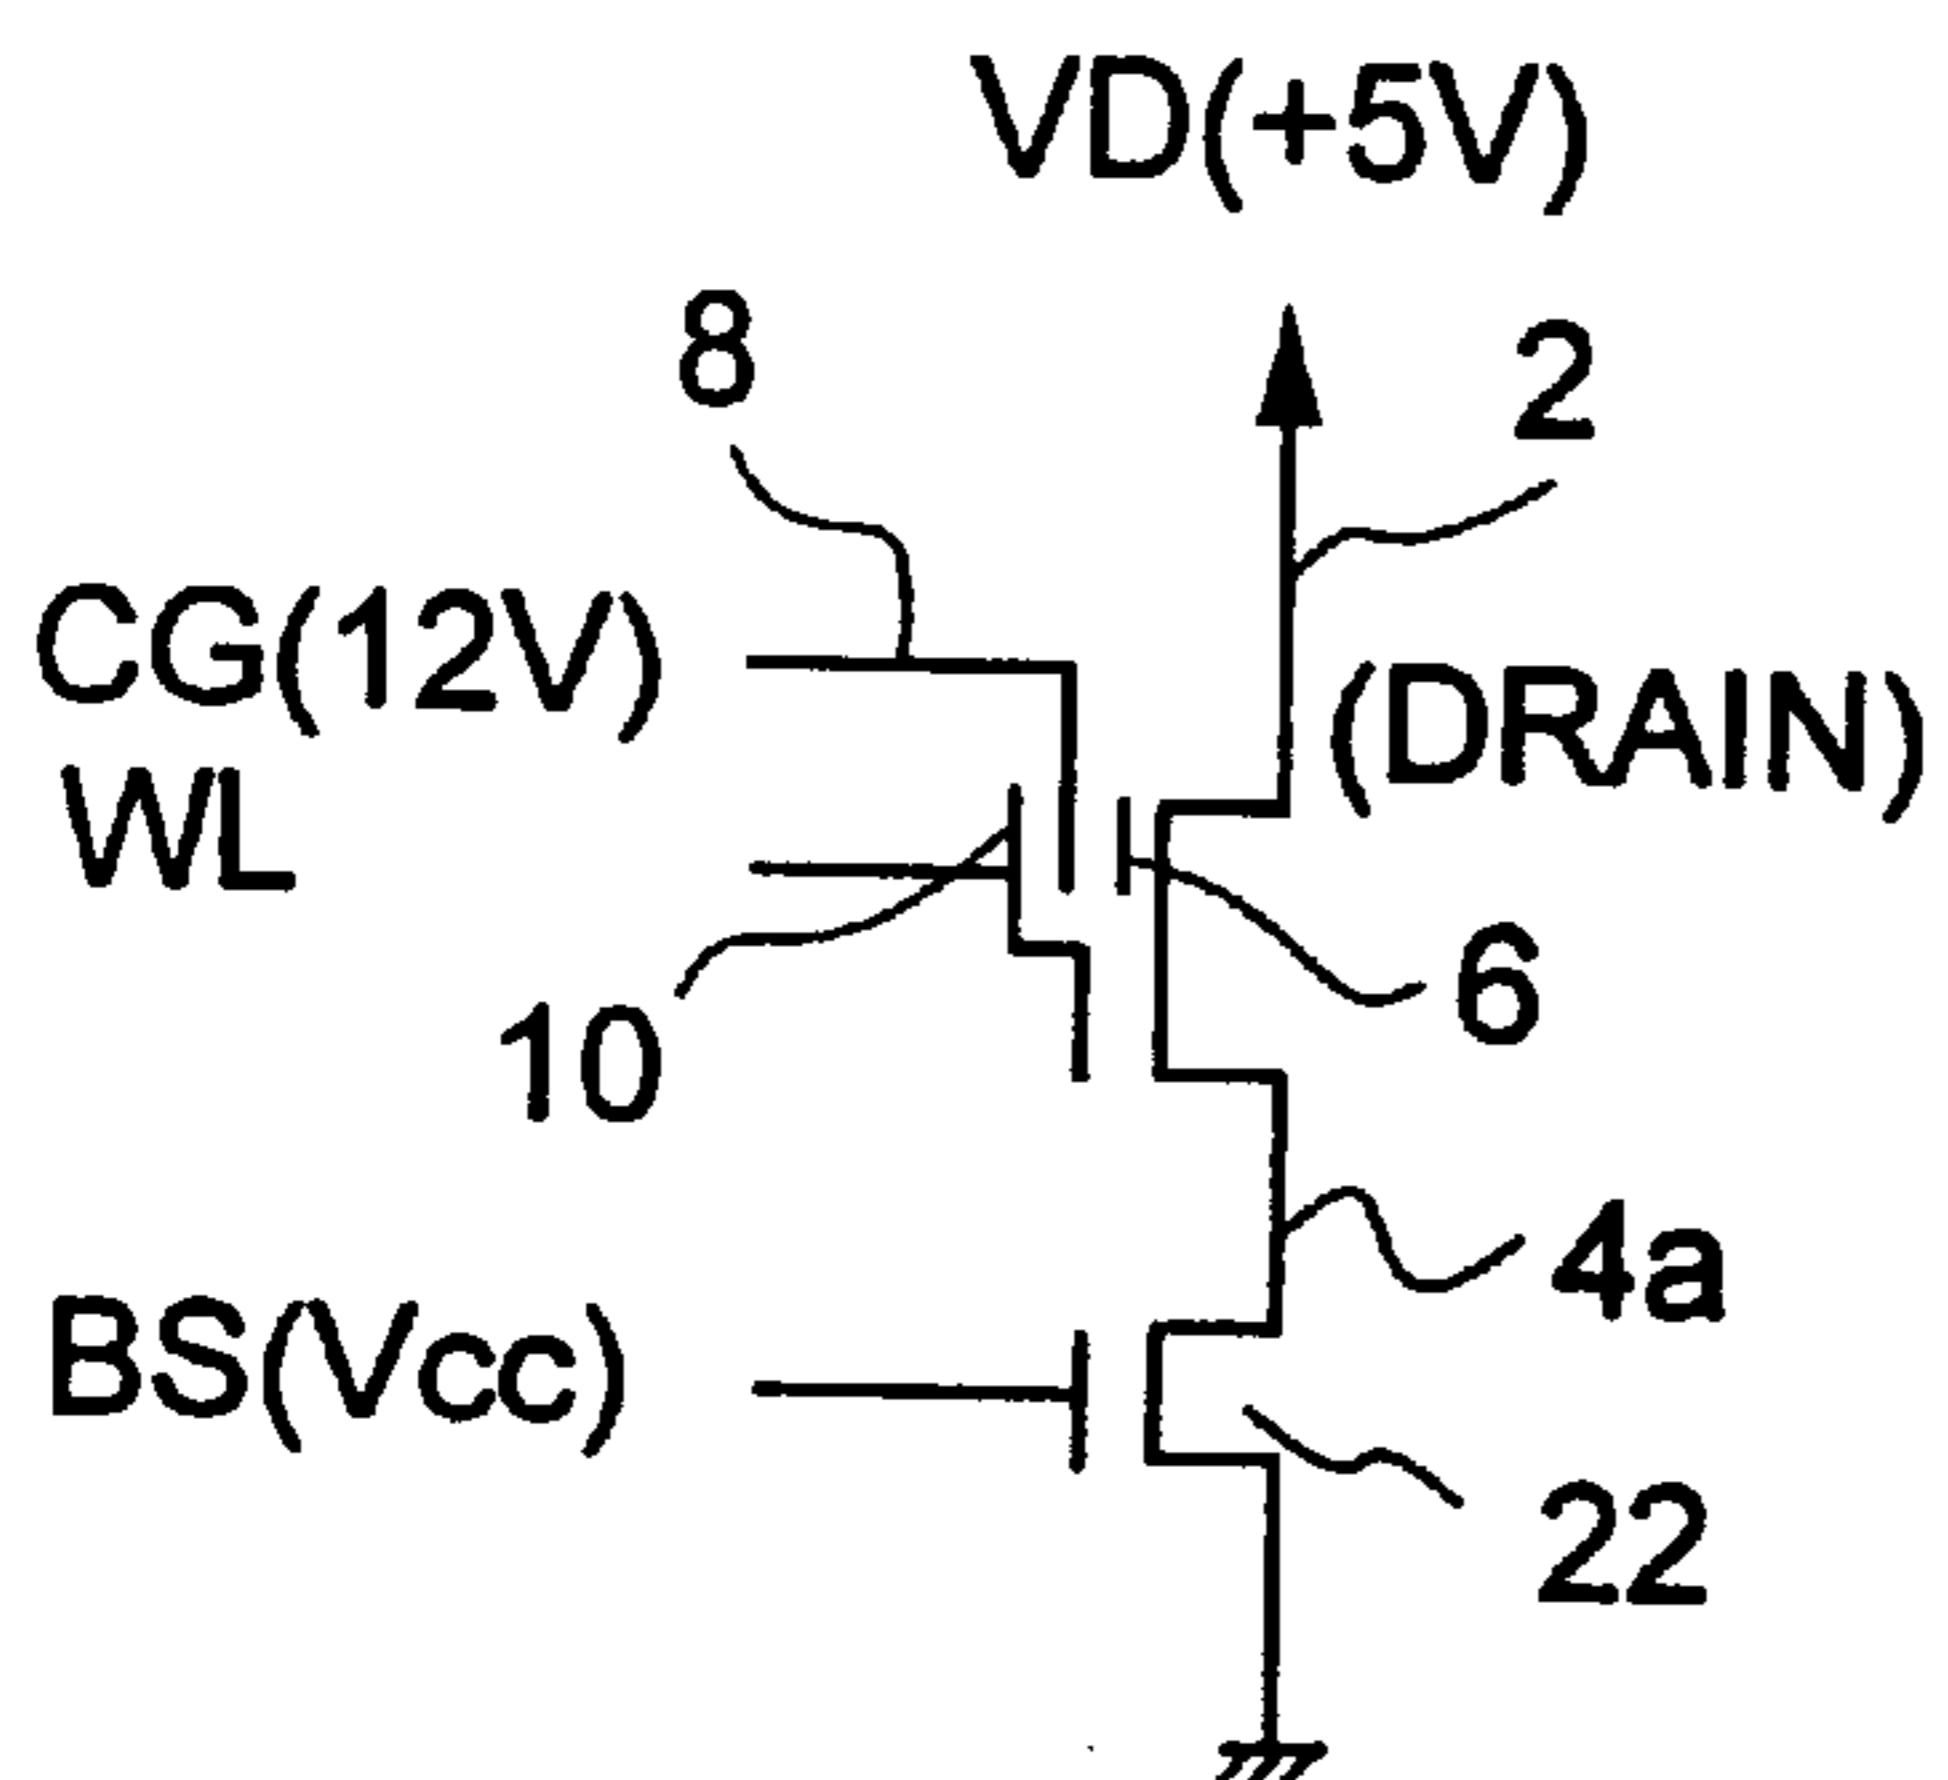 VD(+5V)
8
2
CG(12V)
(DRAIN)
WL
6
10
4a
BS(Vcc)
22